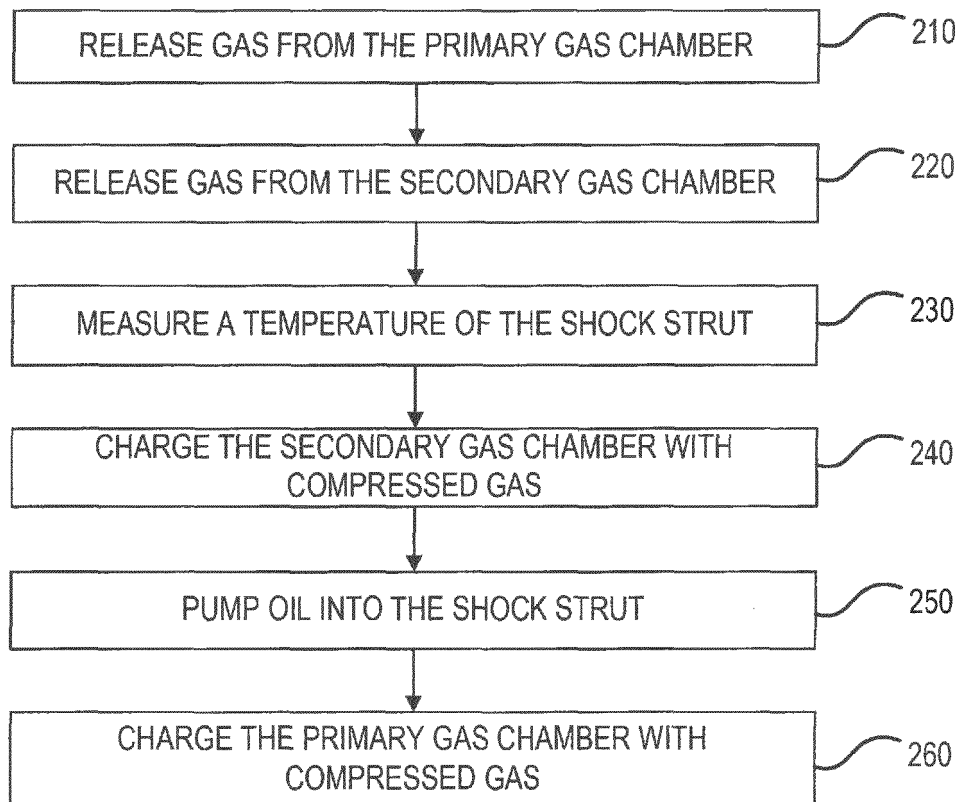 RELEASE GAS FROM THE PRIMARY GAS CHAMBER
210
RELEASE GAS FROM THE SECONDARY GAS CHAMBER
220
MEASURE A TEMPERATURE OF THE SHOCK STRUT
230
CHARGE THE SECONDARY GAS CHAMBER WITH
COMPRESSED GAS
240
PUMP OIL INTO THE SHOCK STRUT
250
CHARGE THE PRIMARY GAS CHAMBER WITH
COMPRESSED GAS
260